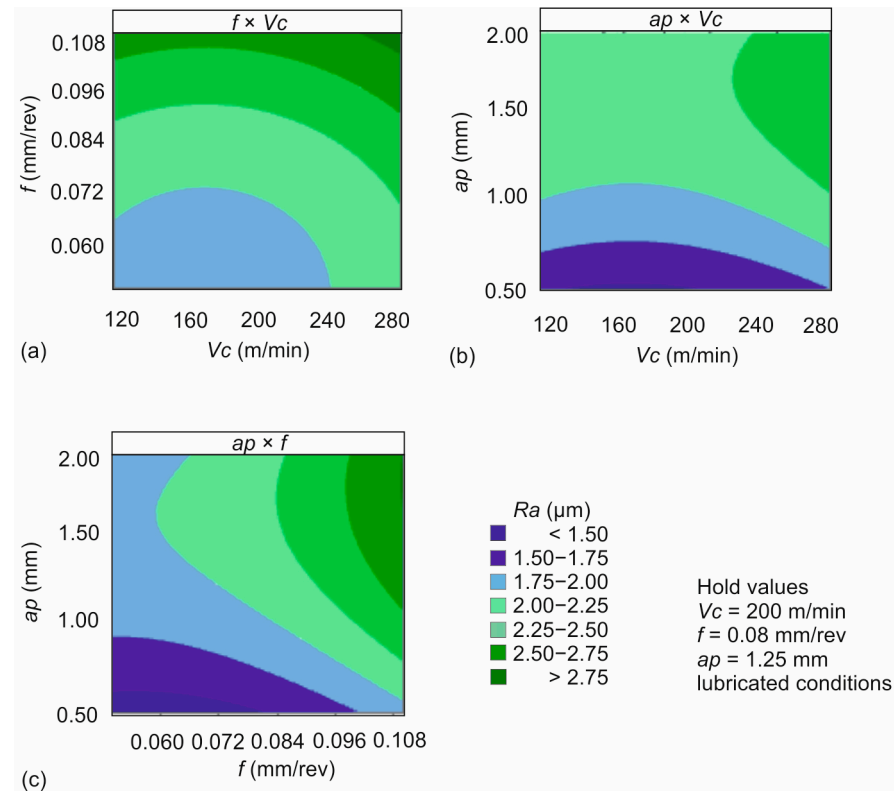 f × Vc
0.108
0.096
0.084
0.072
0.060
f (mm/rev)
120 160 200 240 280
Vc (m/min)
(a)
ap × Vc
2.00
1.50
1.00
0.50
ap (mm)
120 160 200 240 280
Vc (m/min)
(b)
ap × f
2.00
1.50
1.00
0.50
ap (mm)
0.060 0.072 0.084 0.096 0.108
f (mm/rev)
(c)
Ra (µm)
< 1.50
1.50−1.75
1.75−2.00
2.00−2.25
2.25−2.50
2.50−2.75
> 2.75
Hold values
Vc = 200 m/min
f = 0.08 mm/rev
ap = 1.25 mm
lubricated conditions